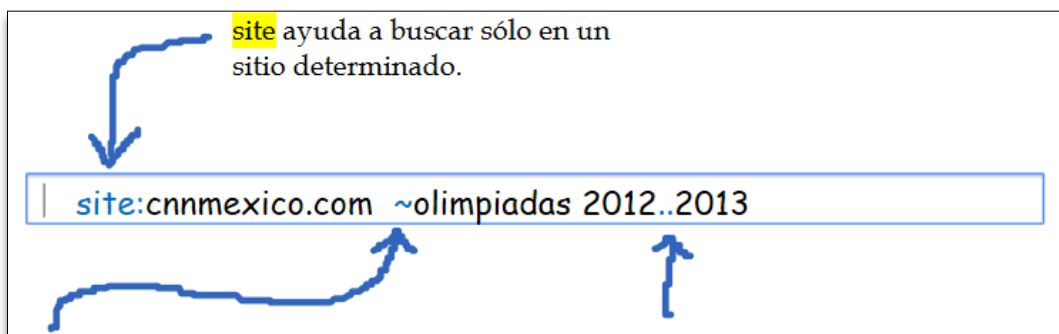 site ayuda a buscar sólo en un
sitio determinado.
site:cnnmexico.com ~olimpiadas 2012..2013